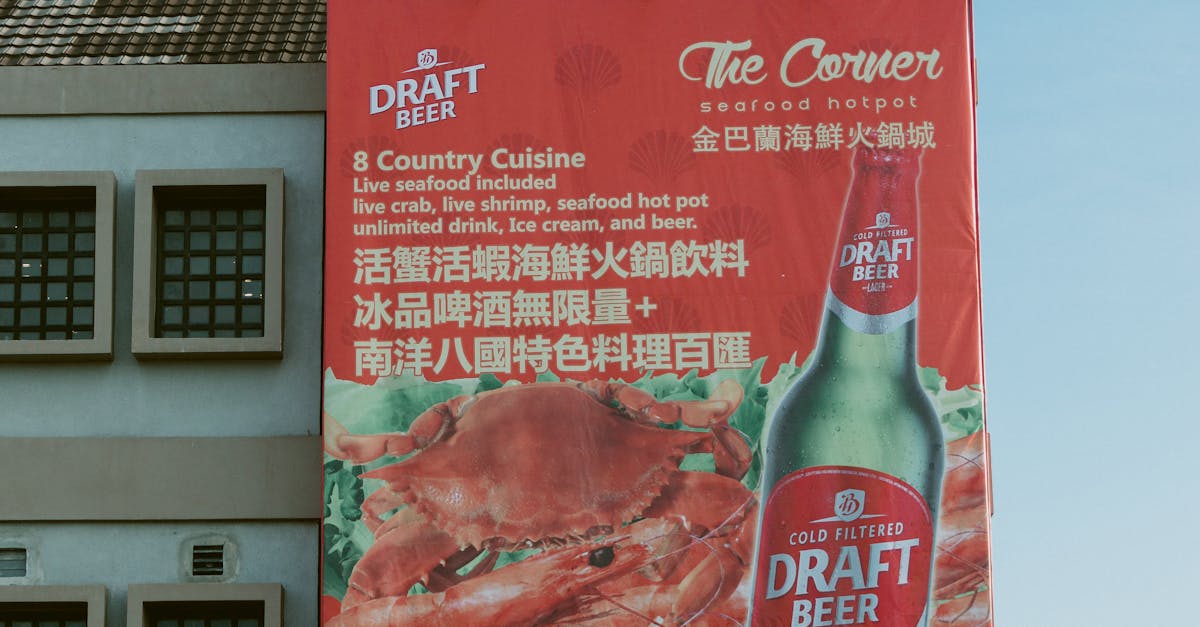 DRAFT
BEER
The Corner
seafood hotpot
金巴蘭海鮮火鍋城
8 Country Cuisine
Live seafood included
live crab, live shrimp, seafood hot pot
unlimited drink, Ice cream, and beer.
活蟹活蝦海鮮火鍋飲料
冰品啤酒無限量+
南洋八國特色料理百匯
COLD FILTERED
DRAFT
BEER
LAGER
COLD FILTERED
DRAFT
BEER